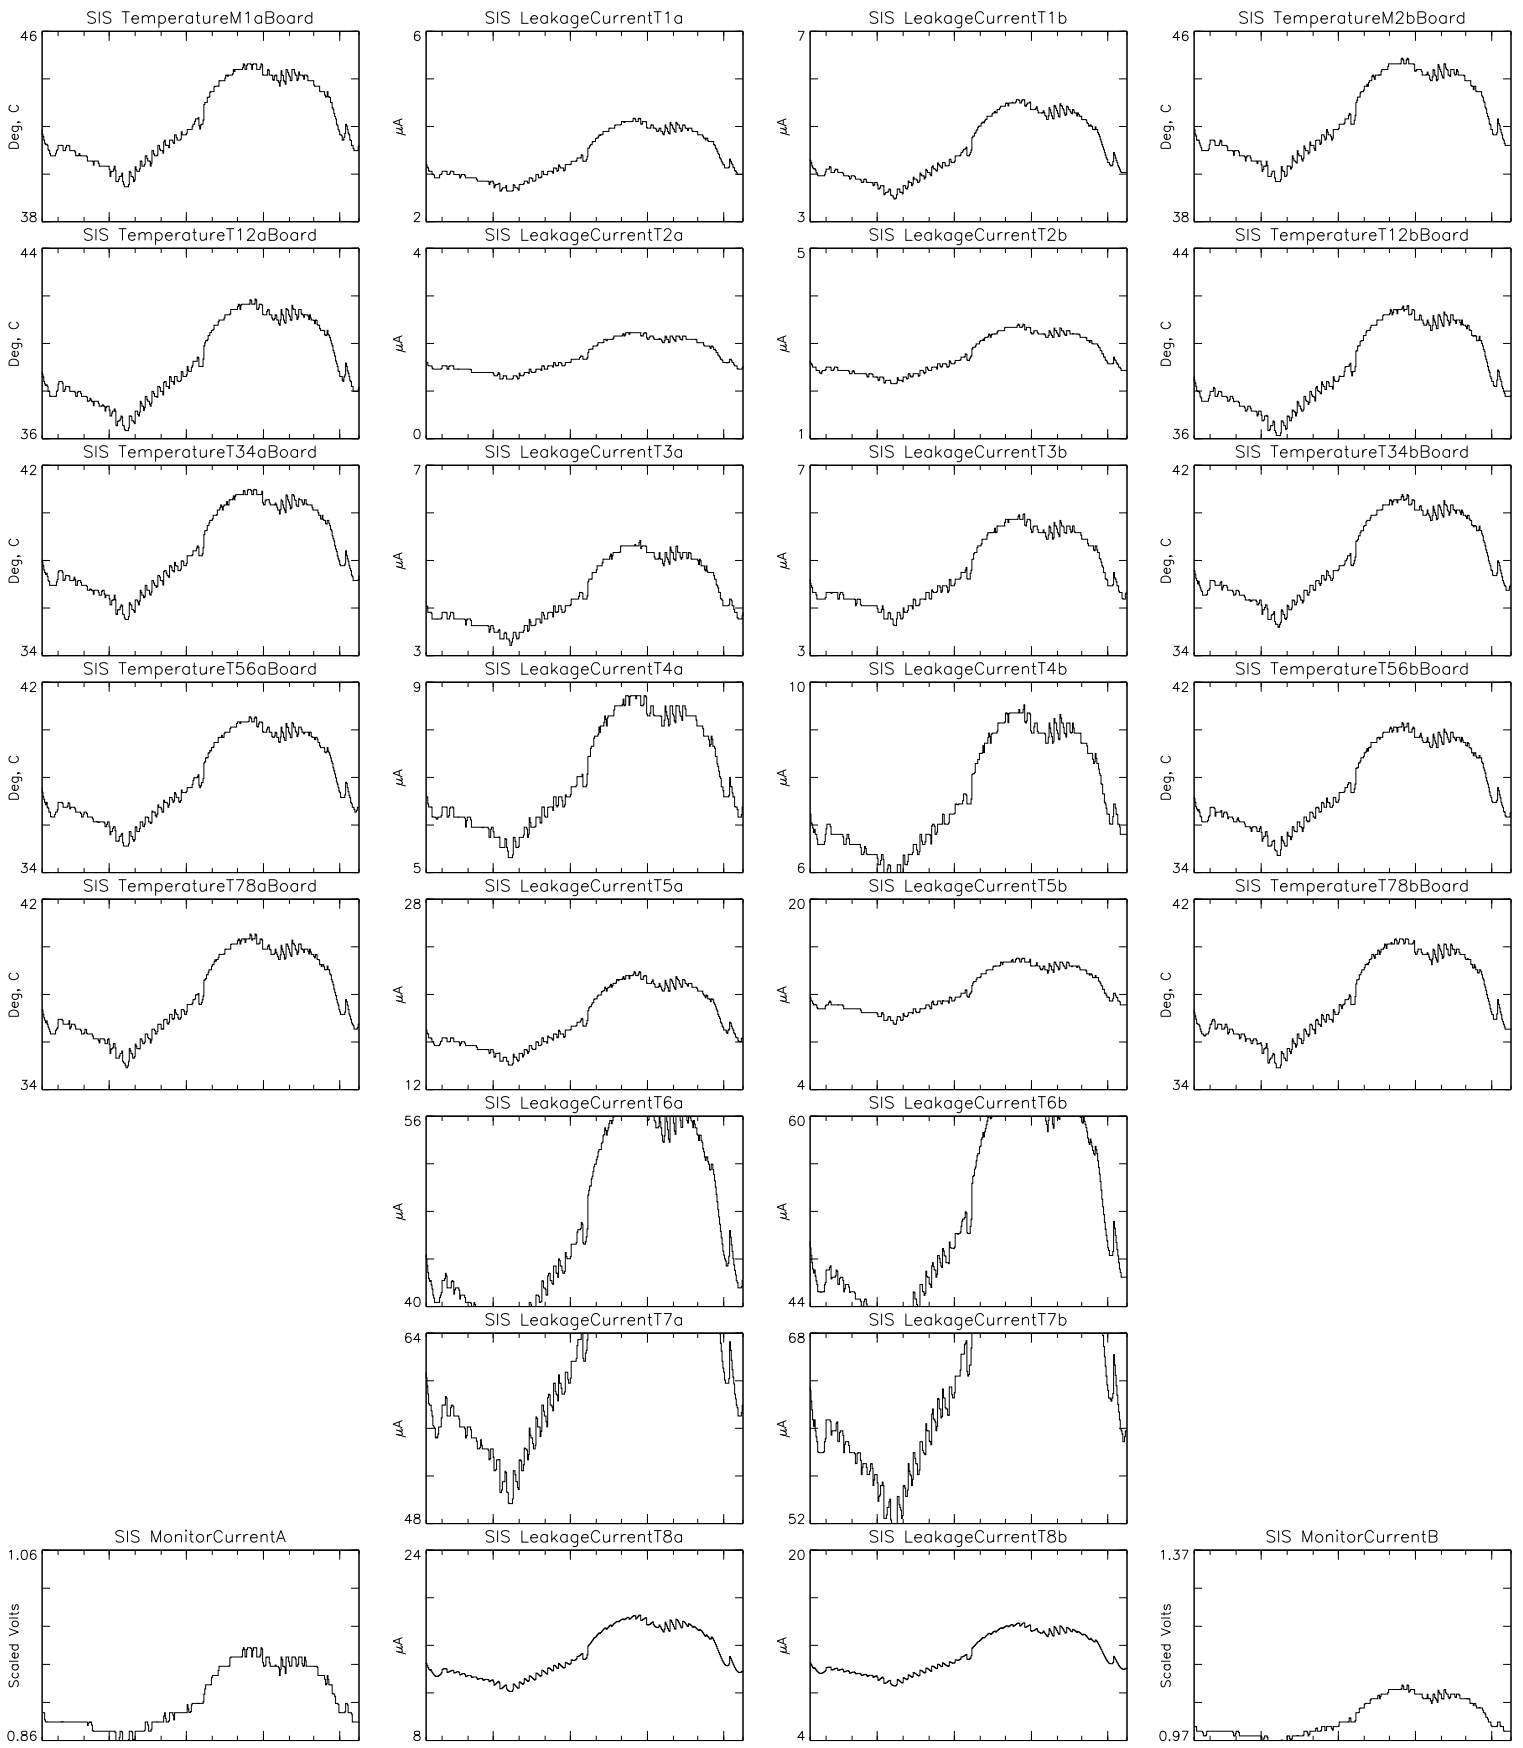 SIS TemperatureM1aBoard
SIS LeakageCurrentT1a
SIS LeakageCurrentT1b
SIS TemperatureM2bBoard
46
Deg, C
38
6
μA
2
7
μA
3
46
Deg, C
38
SIS TemperatureT12aBoard
SIS LeakageCurrentT2a
SIS LeakageCurrentT2b
SIS TemperatureT12bBoard
44
Deg, C
36
4
μA
0
5
μA
1
44
Deg, C
36
SIS TemperatureT34aBoard
SIS LeakageCurrentT3a
SIS LeakageCurrentT3b
SIS TemperatureT34bBoard
42
Deg, C
34
7
μA
3
7
μA
3
42
Deg, C
34
SIS TemperatureT56aBoard
SIS LeakageCurrentT4a
SIS LeakageCurrentT4b
SIS TemperatureT56bBoard
42
Deg, C
34
9
μA
5
10
μA
6
42
Deg, C
34
SIS TemperatureT78aBoard
SIS LeakageCurrentT5a
SIS LeakageCurrentT5b
SIS TemperatureT78bBoard
42
Deg, C
34
28
μA
12
20
μA
4
42
Deg, C
34
SIS LeakageCurrentT6a
SIS LeakageCurrentT6b
56
μA
40
60
μA
44
SIS LeakageCurrentT7a
SIS LeakageCurrentT7b
64
μA
48
68
μA
52
SIS MonitorCurrentA
SIS LeakageCurrentT8a
SIS LeakageCurrentT8b
SIS MonitorCurrentB
1.06
Scaled Volts
0.86
24
μA
8
20
μA
4
1.37
Scaled Volts
0.97